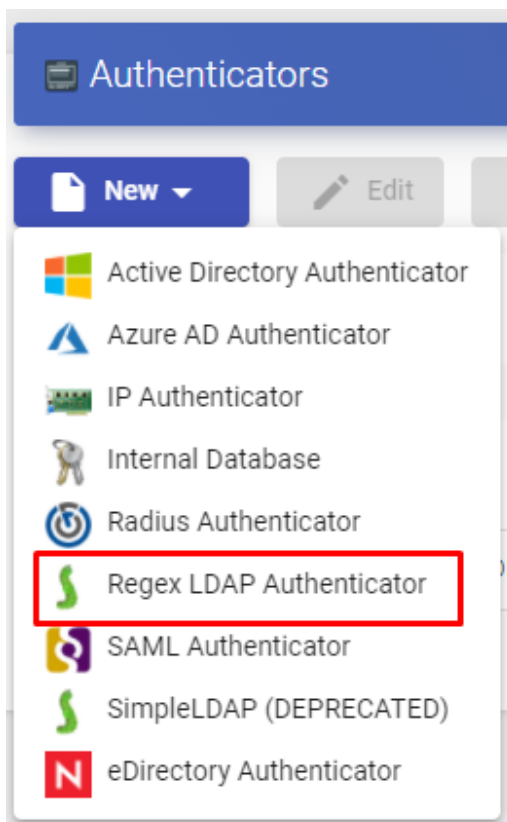 Authenticators
New
Edit
Active Directory Authenticator
Azure AD Authenticator
IP Authenticator
Internal Database
Radius Authenticator
Regex LDAP Authenticator
SAML Authenticator
SimpleLDAP (DEPRECATED)
N eDirectory Authenticator